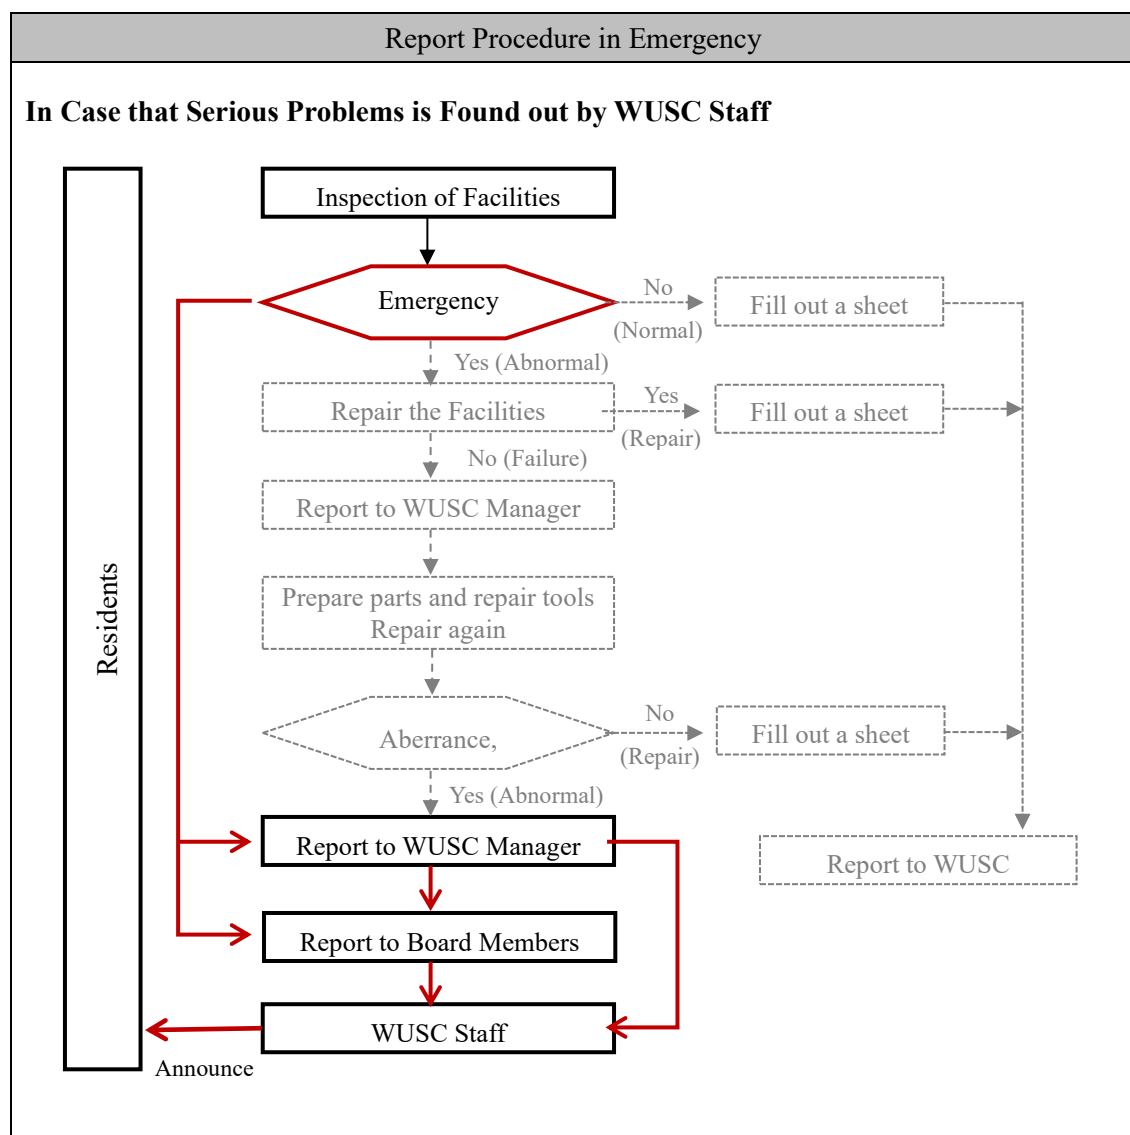 Report Procedure in Emergency
In Case that Serious Problems is Found out by WUSC Staff
Residents
Inspection of Facilities
Emergency
No
(Normal)
Fill out a sheet
Yes (Abnormal)
Repair the Facilities
Yes
(Repair)
Fill out a sheet
No (Failure)
Report to WUSC Manager
Prepare parts and repair tools
Repair again
Aberrance,
No
(Repair)
Fill out a sheet
Yes (Abnormal)
Report to WUSC Manager
Report to WUSC
Report to Board Members
WUSC Staff
Announce